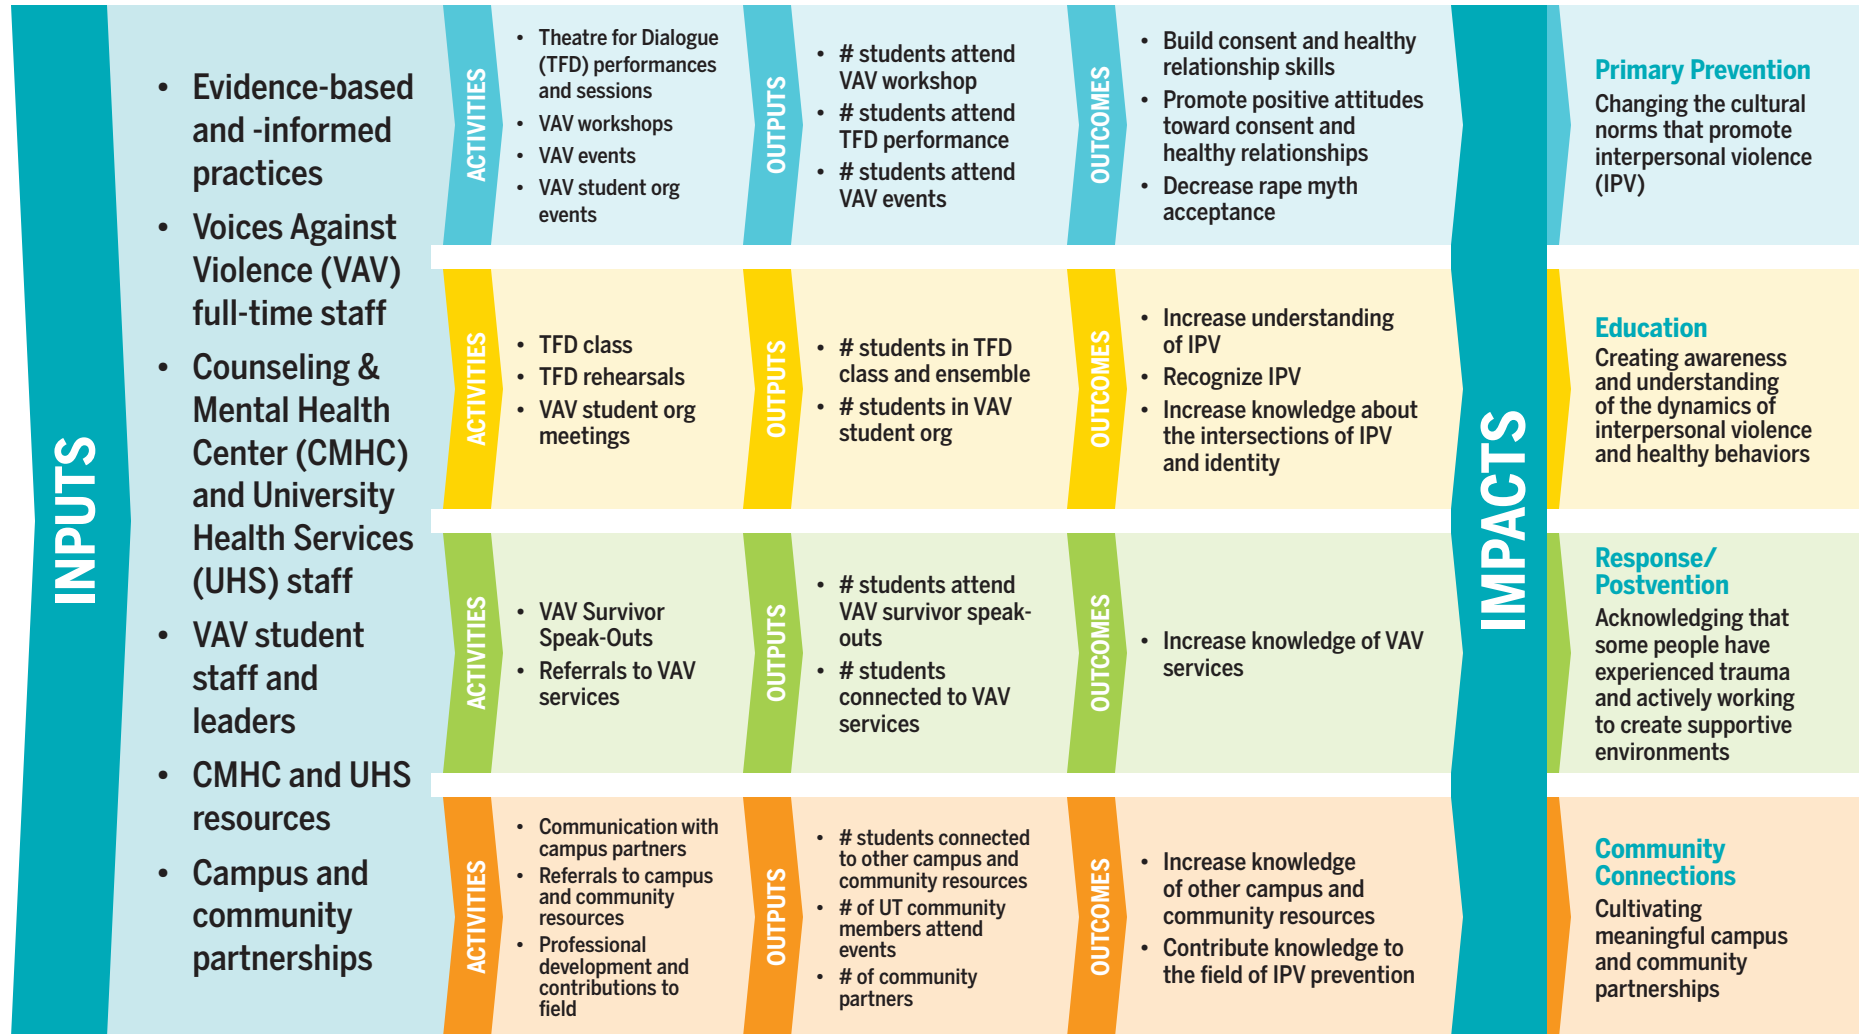 INPUTS
• Evidence-based
and -informed
practices
• Voices Against
Violence (VAV)
full-time staff
• Counseling &
Mental Health
Center (CMHC)
and University
Health Services
(UHS) staff
• VAV student
staff and
leaders
• CMHC and UHS
resources
• Campus and
community
partnerships
ACTIVITIES
• Theatre for Dialogue
(TFD) performances
and sessions
• VAV workshops
• VAV events
• VAV student org
events
OUTPUTS
• # students attend
VAV workshop
• # students attend
TFD performance
• # students attend
VAV events
OUTCOMES
• Build consent and healthy
relationship skills
• Promote positive attitudes
toward consent and
healthy relationships
• Decrease rape myth
acceptance
ACTIVITIES
• TFD class
• TFD rehearsals
• VAV student org
meetings
OUTPUTS
• # students in TFD
class and ensemble
• # students in VAV
student org
OUTCOMES
• Increase understanding
of IPV
• Recognize IPV
• Increase knowledge about
the intersections of IPV
and identity
ACTIVITIES
• VAV Survivor
Speak-Outs
• Referrals to VAV
services
OUTPUTS
• # students attend
VAV survivor speak-
outs
• # students
connected to VAV
services
OUTCOMES
• Increase knowledge of VAV
services
ACTIVITIES
• Communication with
campus partners
• Referrals to campus
and community
resources
• Professional
development and
contributions to
field
OUTPUTS
• # students connected
to other campus and
community resources
• # of UT community
members attend
events
• # of community
partners
OUTCOMES
• Increase knowledge
of other campus and
community resources
• Contribute knowledge to
the field of IPV prevention
IMPACTS
Primary Prevention
Changing the cultural
norms that promote
interpersonal violence
(IPV)
Education
Creating awareness
and understanding
of the dynamics of
interpersonal violence
and healthy behaviors
Response/
Postvention
Acknowledging that
some people have
experienced trauma
and actively working
to create supportive
environments
Community
Connections
Cultivating
meaningful campus
and community
partnerships